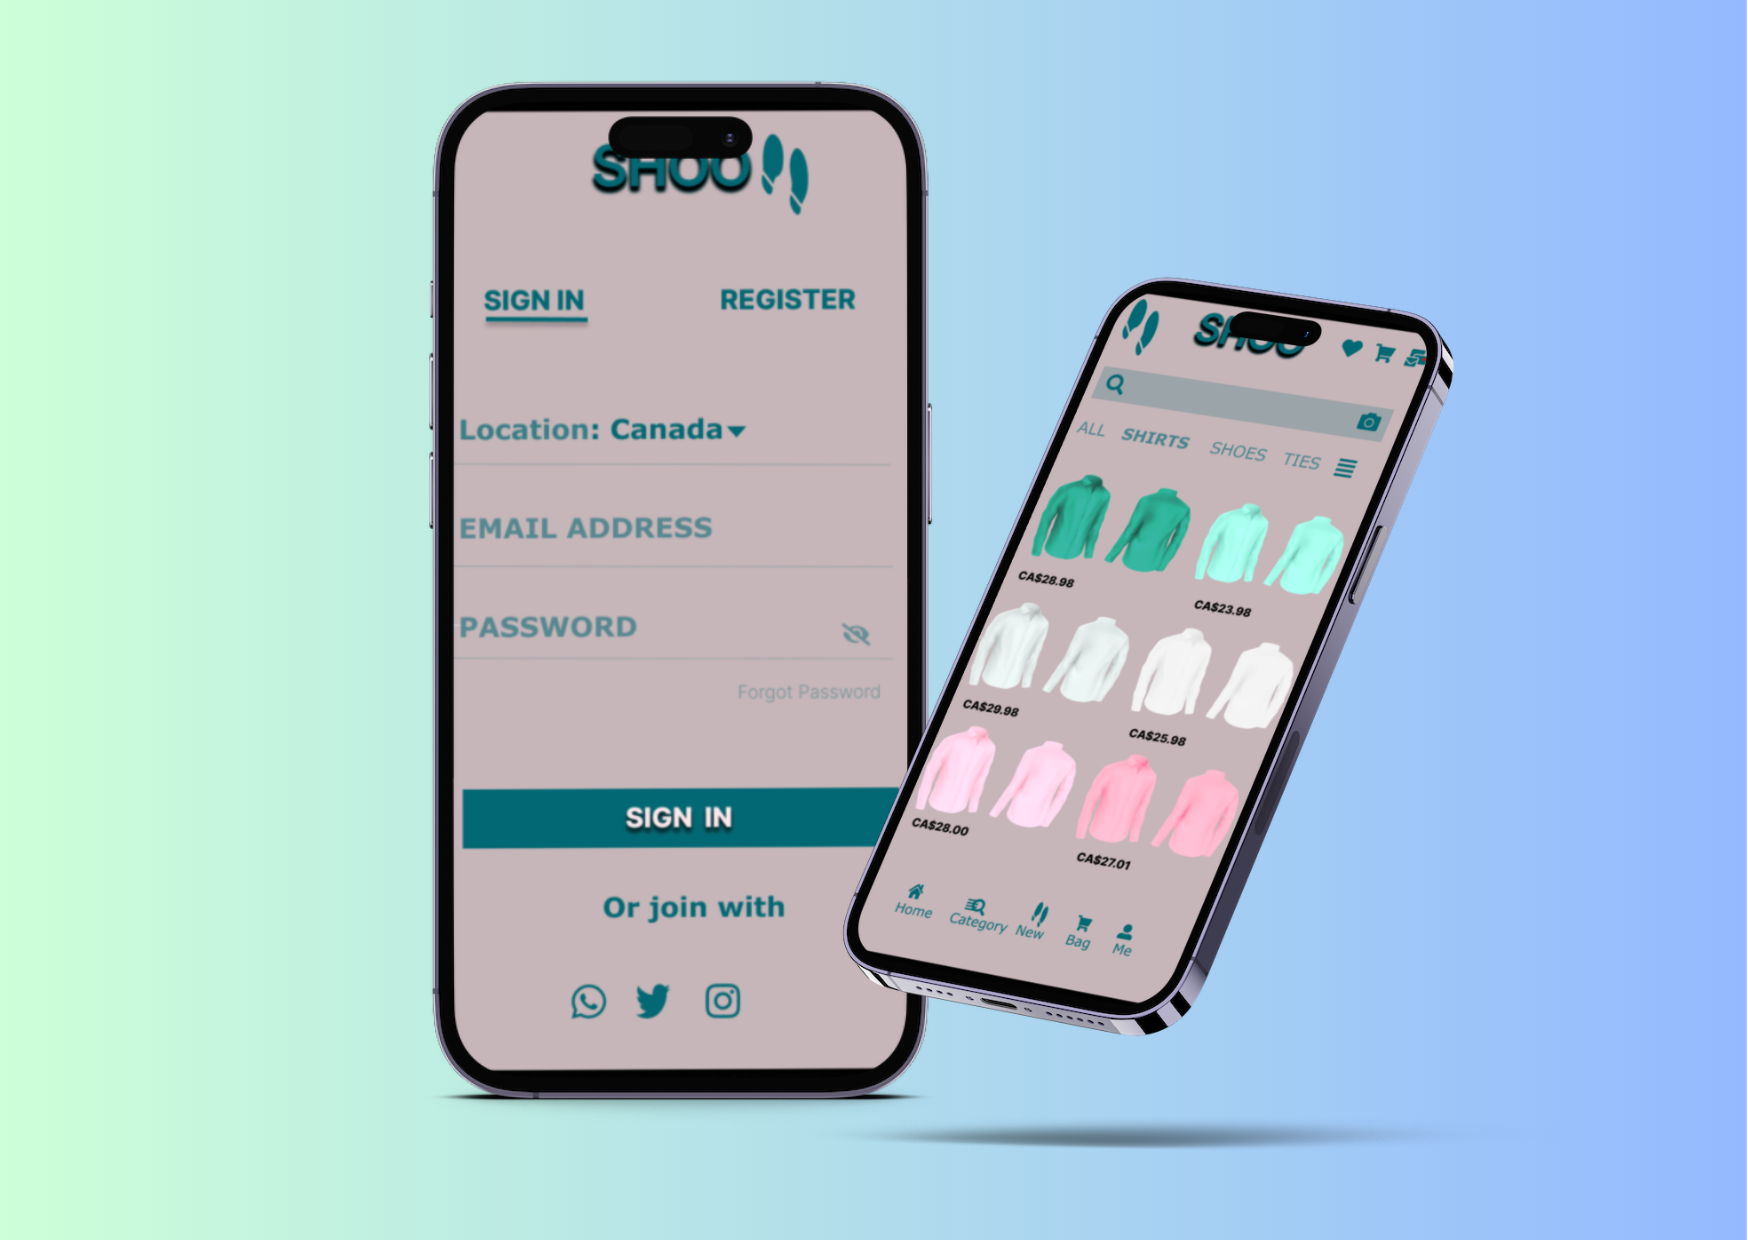 SHOO
SIGN IN
REGISTER
Location: Canada
EMAIL ADDRESS
PASSWORD
Forgot Password
SIGN IN
Or join with
SHOO
ALL SHIRTS SHOES TIES
CA$28.98
CA$23.98
CA$29.98
CA$25.98
CA$28.00
CA$27.01
Home Category New Bag Me